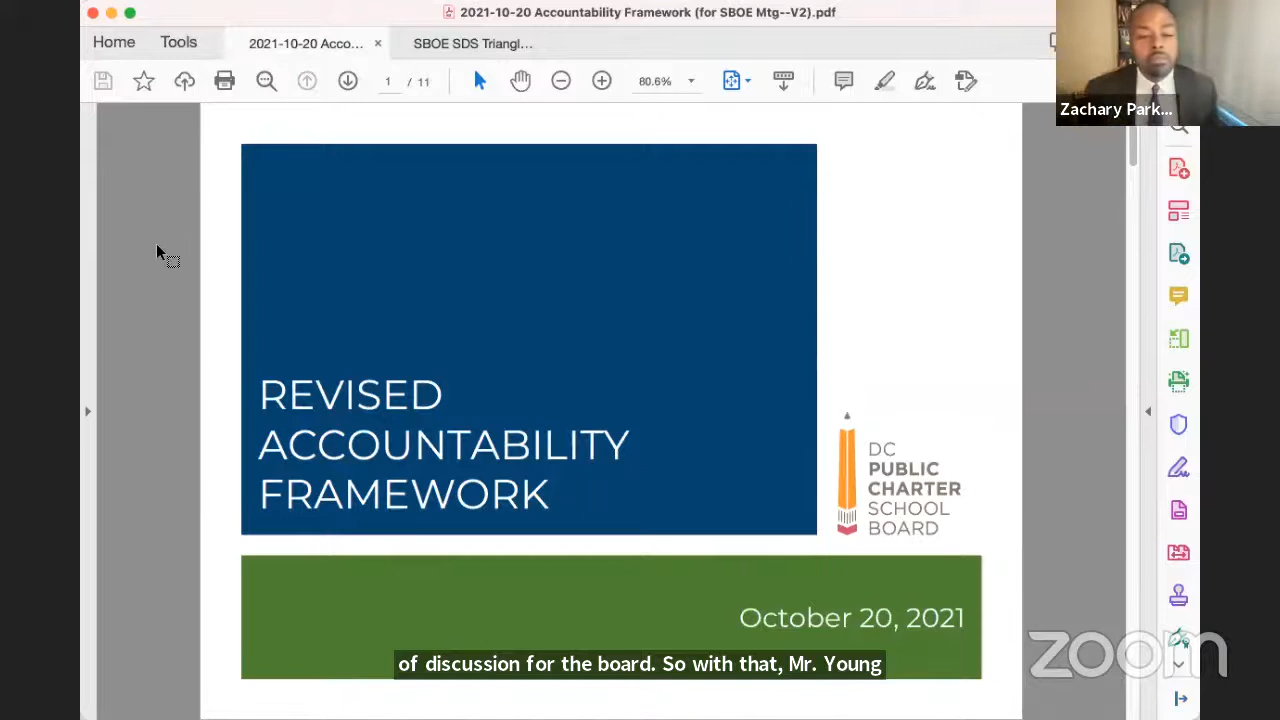 2021-10-20 Accountability Framework (for SBOE Mtg--V2).pdf
Home
Tools
2021-10-20 Acco...
×
SBOE SDS Triangl...
1 / 11
80.6%
Zachary Park...
REVISED
ACCOUNTABILITY
FRAMEWORK
DC
PUBLIC
CHARTER
SCHOOL
BOARD
October 20, 2021
of discussion for the board. So with that, Mr. Young
zoom